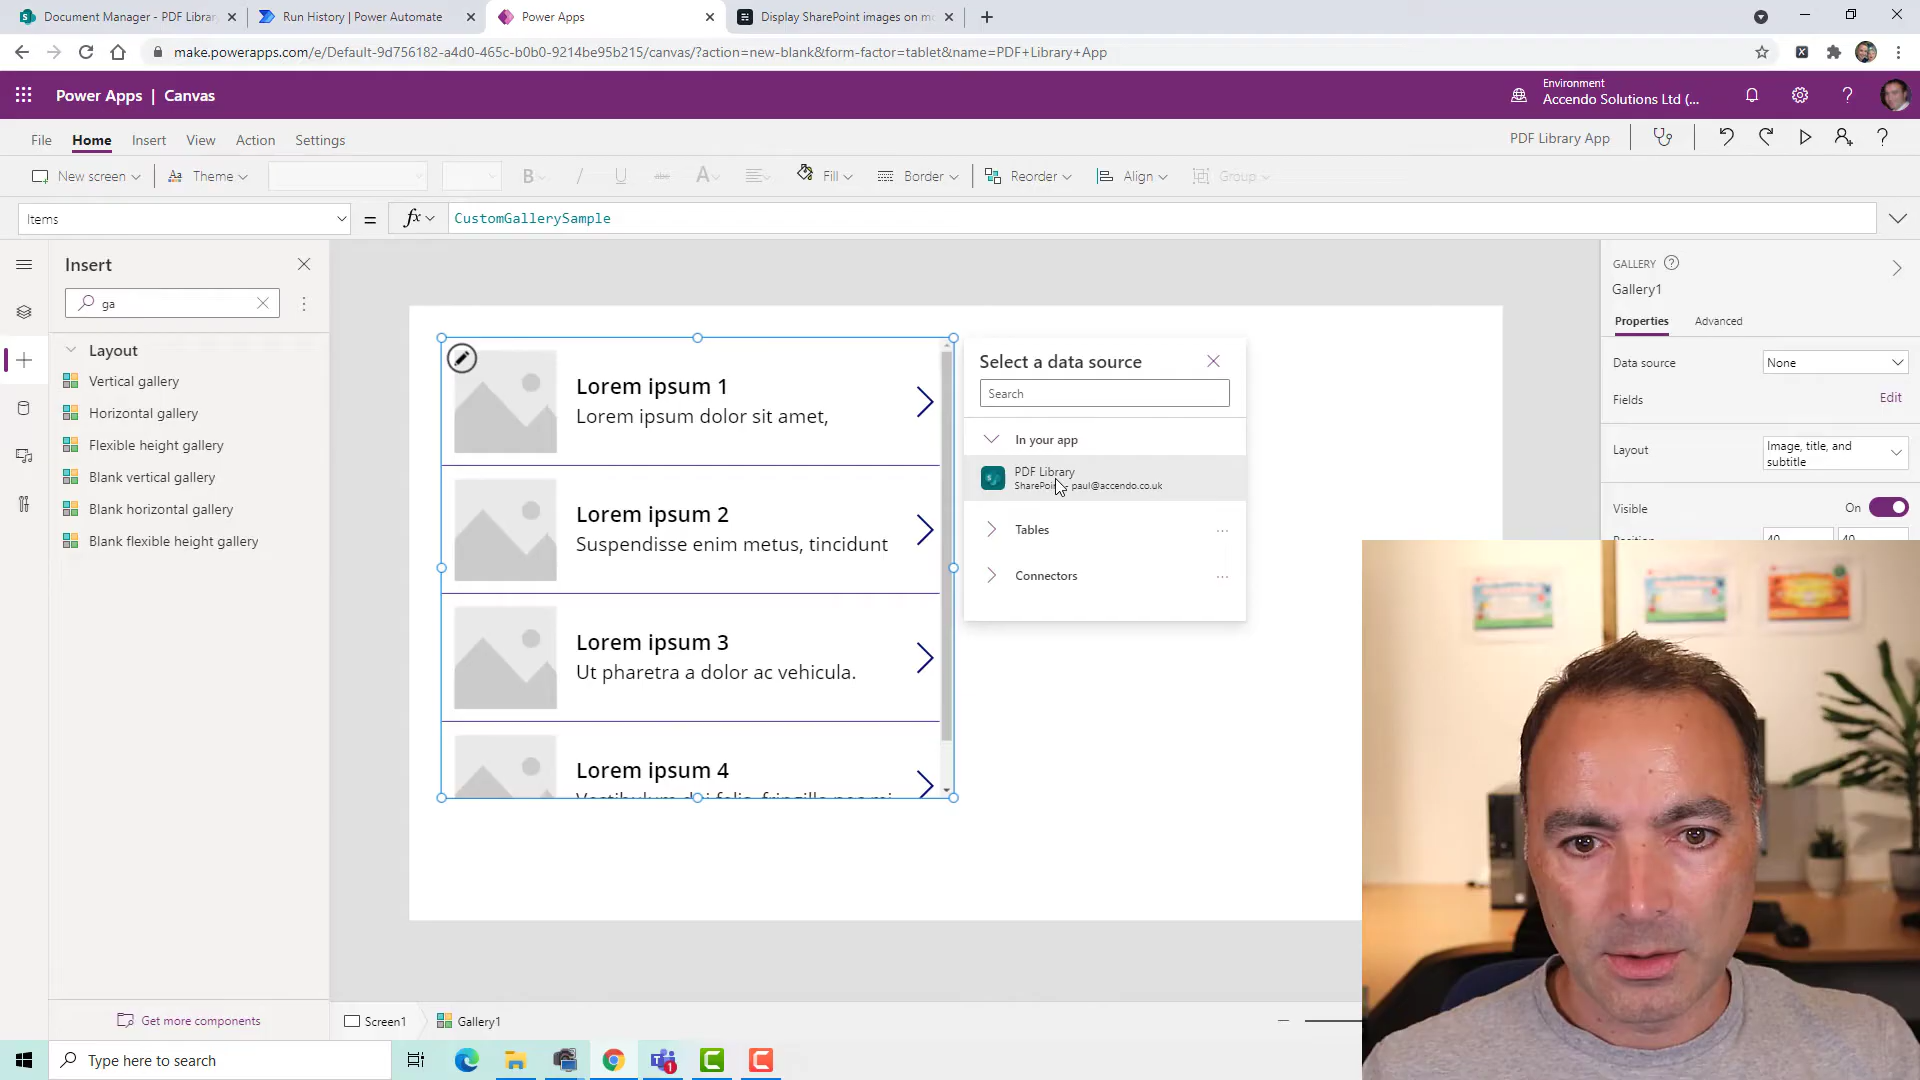 Document Manager - PDF Librar
Run History | Power Automate
Power Apps
Display SharePoint images on m
make.powerapps.com/e/Default-9d756182-a4d0-465c-b0b0-9214be95b215/canvas/?action=new-blank&form-factor=tablet&name=PDF+Library+App
Power Apps | Canvas
Environment
Accendo Solutions Ltd (...
File
Home
Insert
View
Action
Settings
PDF Library App
New screen
Theme
Fill
Border
Reorder
Align
Group
Items
=
fx
CustomGallerySample
Insert
ga
Layout
Vertical gallery
Horizontal gallery
Flexible height gallery
Blank vertical gallery
Blank horizontal gallery
Blank flexible height gallery
Get more components
Lorem ipsum 1
Lorem ipsum dolor sit amet,
Lorem ipsum 2
Suspendisse enim metus, tincidunt
Lorem ipsum 3
Ut pharetra a dolor ac vehicula.
Lorem ipsum 4
Select a data source
Search
In your app
PDF Library
paul@accendo.co.uk
Tables
Connectors
GALLERY
Gallery1
Properties
Advanced
Data source
None
Fields
Edit
Layout
Image, title, and
subtitle
Visible
On
Position
40
40
Screen1
Gallery1
Type here to search